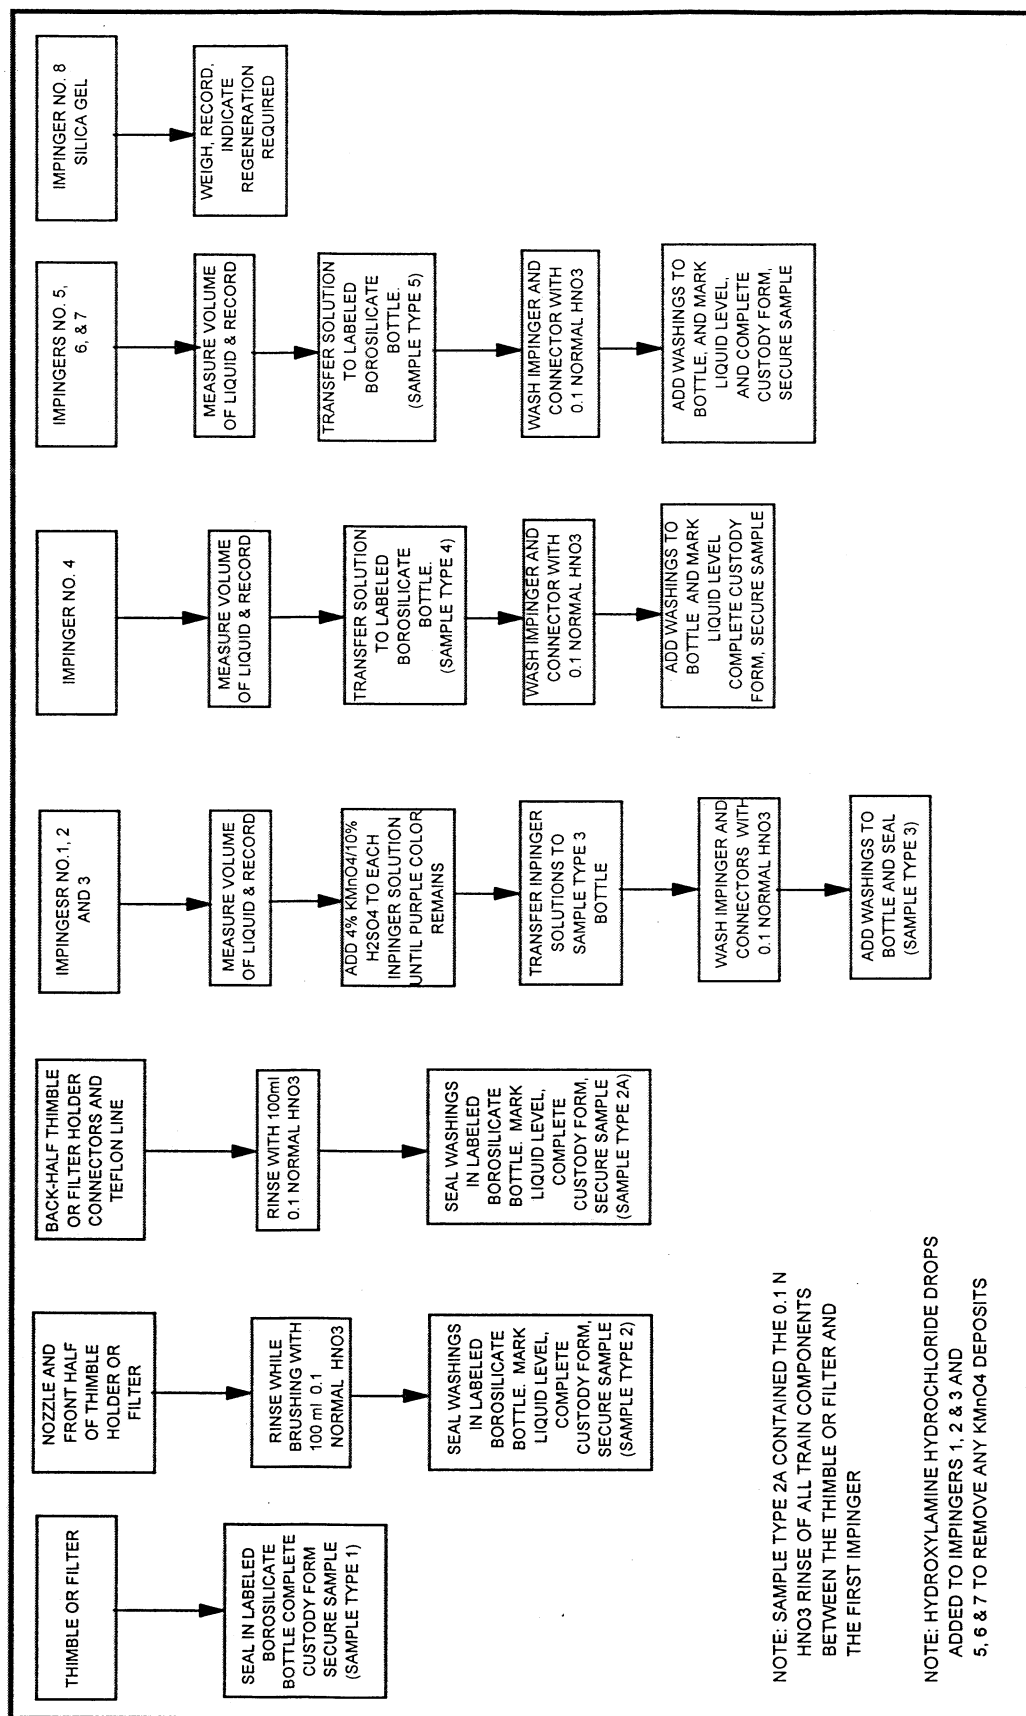 THIMBLE OR FILTER
SEAL IN LABELED
BOROSILICATE
BOTTLE COMPLETE
CUSTODY FORM
SECURE SAMPLE
(SAMPLE TYPE 1)
NOZZLE AND
FRONT HALF
OF THIMBLE
HOLDER OR
FILTER
RINSE WHILE
BRUSHING WITH
100 ml 0.1
NORMAL HNO3
SEAL WASHINGS
IN LABELED
BOROSILICATE
BOTTLE. MARK
LIQUID LEVEL,
COMPLETE
CUSTODY FORM,
SECURE SAMPLE
(SAMPLE TYPE 2)
BACK-HALF THIMBLE
OR FILTER HOLDER
CONNECTORS AND
TEFLON LINE
RINSE WITH 100ml
0.1 NORMAL HNO3
SEAL WASHINGS
IN LABELED
BOROSILICATE
BOTTLE. MARK
LIQUID LEVEL,
COMPLETE
CUSTODY FORM,
SECURE SAMPLE
(SAMPLE TYPE 2A)
IMPINGESR NO.1, 2
AND 3
MEASURE VOLUME
OF LIQUID & RECORD
ADD 4% KMnO4/10%
H2SO4 TO EACH
INPINGER SOLUTION
UNTIL PURPLE COLOR
REMAINS
TRANSFER INPINGER
SOLUTIONS TO
SAMPLE TYPE 3
BOTTLE
WASH IMPINGER AND
CONNECTORS WITH
0.1 NORMAL HNO3
ADD WASHINGS TO
BOTTLE AND SEAL
(SAMPLE TYPE 3)
IMPINGER NO. 4
MEASURE VOLUME
OF LIQUID & RECORD
TRANSFER SOLUTION
TO LABELED
BOROSILICATE
BOTTLE.
(SAMPLE TYPE 4)
WASH IMPINGER AND
CONNECTOR WITH
0.1 NORMAL HNO3
ADD WASHINGS TO
BOTTLE AND MARK
LIQUID LEVEL
COMPLETE CUSTODY
FORM, SECURE SAMPLE
IMPINGERS NO. 5,
6, & 7
MEASURE VOLUME
OF LIQUID & RECORD
TRANSFER SOLUTION
TO LABELED
BOROSILICATE
BOTTLE.
(SAMPLE TYPE 5)
WASH IMPINGER AND
CONNECTOR WITH
0.1 NORMAL HNO3
ADD WASHINGS TO
BOTTLE, AND MARK
LIQUID LEVEL,
AND COMPLETE
CUSTODY FORM,
SECURE SAMPLE
IMPINGER NO. 8
SILICA GEL
WEIGH, RECORD,
INDICATE
REGENERATION
REQUIRED
NOTE: SAMPLE TYPE 2A CONTAINED THE 0.1 N
HNO3 RINSE OF ALL TRAIN COMPONENTS
BETWEEN THE THIMBLE OR FILTER AND
THE FIRST IMPINGER
NOTE: HYDROXYLAMINE HYDROCHLORIDE DROPS
ADDED TO IMPINGERS 1, 2 & 3 AND
5, 6 & 7 TO REMOVE ANY KMnO4 DEPOSITS